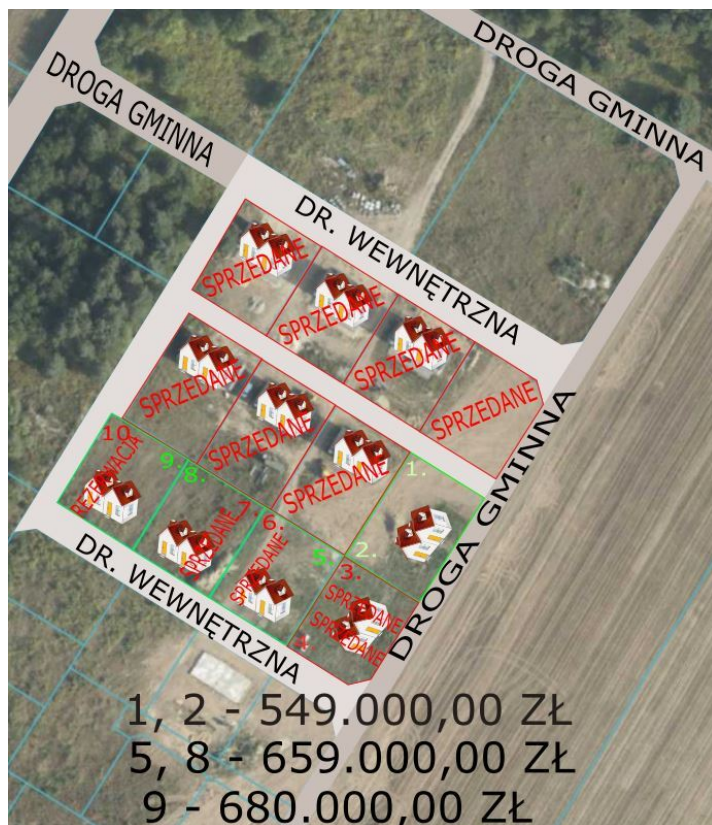 DROGA GMINNA
DROGA GMINNA
DR. WEWNĘTRZNA
SPRZEDANE
SPRZEDANE
SPRZEDANE
SPRZEDANE
SPRZEDANE
SPRZEDANE
SPRZEDANE
DROGA GMINNA
1.
2.
10.
REZERWACJA
9.
8.
SPRZEDANE
7.
6.
SPRZEDANE
5.
3.
SPRZEDANE
SPRZEDANE
4.
DR. WEWNĘTRZNA
1, 2 - 549.000,00 ZŁ
5, 8 - 659.000,00 ZŁ
9 - 680.000,00 ZŁ